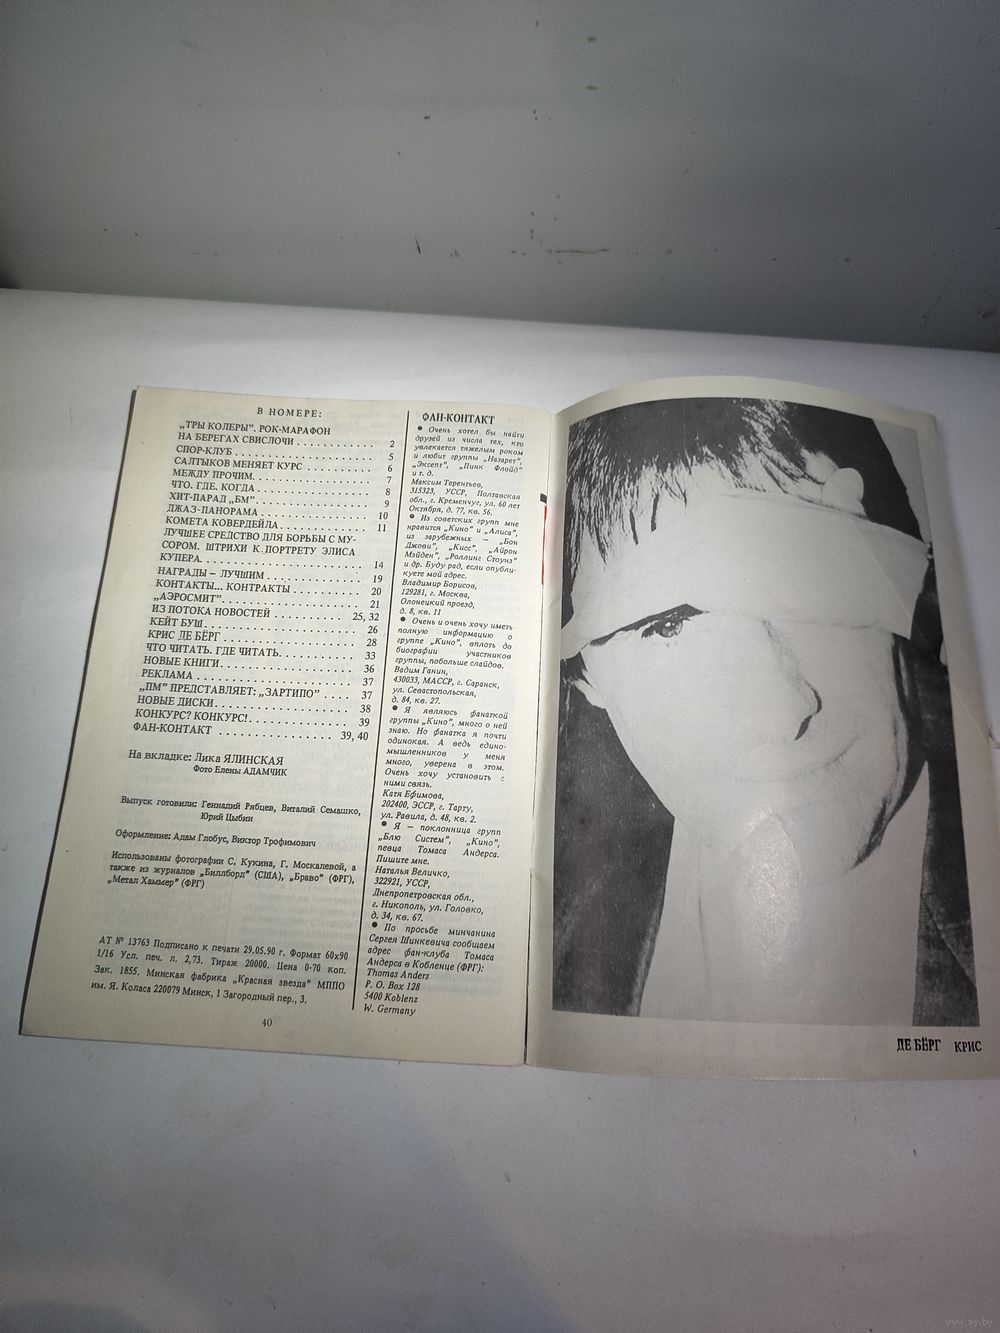 В НОМЕРЕ:
„ТРЫ КОЛЕРЫ". РОК-МАРАФОН
НА БЕРЕГАХ СВИСЛОЧИ . . . . . . . . . . . . 2
СПОР-КЛУБ . . . . . . . . . . . . . . . . . . . . 5
САЛТЫКОВ МЕНЯЕТ КУРС . . . . . . . . . . 6
МЕЖДУ ПРОЧИМ. . . . . . . . . . . . . . . . . 7
ЧТО. ГДЕ. КОГДА . . . . . . . . . . . . . . . . . 8
ХИТ-ПАРАД „БМ". . . . . . . . . . . . . . . . . 9
ДЖАЗ-ПАНОРАМА . . . . . . . . . . . . . . . . 10
КОМЕТА КОВЕРДЕЙЛА . . . . . . . . . . . . . 11
ЛУЧШЕЕ СРЕДСТВО ДЛЯ БОРЬБЫ С МУ-
СОРОМ. ШТРИХИ К ПОРТРЕТУ ЭЛИСА
КУПЕРА. . . . . . . . . . . . . . . . . . . . . . . 14
НАГРАДЫ – ЛУЧШИМ . . . . . . . . . . . . . . 19
КОНТАКТЫ... КОНТРАКТЫ . . . . . . . . . . 20
„АЭРОСМИТ". . . . . . . . . . . . . . . . . . . . 21
ИЗ ПОТОКА НОВОСТЕЙ . . . . . . . . . . 25, 32
КЕЙТ БУШ . . . . . . . . . . . . . . . . . . . . . 26
КРИС ДЕ БЁРГ . . . . . . . . . . . . . . . . . . 28
ЧТО ЧИТАТЬ. ГДЕ ЧИТАТЬ. . . . . . . . . . . 33
НОВЫЕ КНИГИ. . . . . . . . . . . . . . . . . . . 36
РЕКЛАМА . . . . . . . . . . . . . . . . . . . . . . 37
„ПМ" ПРЕДСТАВЛЯЕТ: „ЗАРТИПО" . . . . . 37
НОВЫЕ ДИСКИ. . . . . . . . . . . . . . . . . . . 38
КОНКУРС? КОНКУРС! . . . . . . . . . . . . . . 39
ФАН-КОНТАКТ . . . . . . . . . . . . . . . . 39, 40
На вкладке: Лика ЯЛИНСКАЯ
Фото Елены АДАМЧИК
Выпуск готовили: Геннадий Рябцев, Виталий Семашко,
Юрий Цыбин
Оформление: Адам Глобус, Виктор Трофимович
Использованы фотографии С. Кукина, Г. Москалевой, а
также из журналов „Биллборд" (США), „Браво" (ФРГ),
„Метал Хаммер" (ФРГ)
АТ № 13763 Подписано к печати 29.05.90 г. Формат 60х90
1/16 Усл. печ. л. 2,73. Тираж 20000. Цена 0-70 коп.
Зак. 1855. Минская фабрика „Красная звезда" МППО
им. Я. Коласа 220079 Минск, 1 Загородный пер., 3.
40
ФАН-КОНТАКТ
● Очень хотел бы найти
друзей из числа тех, кто
увлекается тяжелым роком
и любит группы „Назарет",
„Эксепт", „Пинк Флойд"
и т. д.
Максим Терентьев,
315323, УССР, Полтавская
обл., г. Кременчуг, ул. 60 лет
Октября, д. 77, кв. 56.
● Из советских групп мне
нравится „Кино" и „Алиса",
из зарубежных — „Бон
Джови", „Кисс", „Айрон
Мэйден", „Роллинг Стоунз"
и др. Буду рад, если опубли-
куете мой адрес.
Владимир Борисов,
129281, г. Москва,
Олонецкий проезд,
д. 8, кв. 11
● Очень и очень хочу иметь
полную информацию о
группе „Кино", вплоть до
биографии участников
группы, побольше слайдов.
Вадим Ганин,
430033, МАССР, г. Саранск,
ул. Севастопольская,
д. 84, кв. 27.
● Я являюсь фанаткой
группы „Кино", много о ней
знаю. Но фанатка я почти
одинокая. А ведь едино-
мышленников у меня
много, уверена в этом.
Очень хочу установить с
ними связь.
Катя Ефимова,
202400, ЭССР, г. Тарту,
ул. Равила, д. 48, кв. 2.
● Я — поклонница групп
„Блю Систем", „Кино",
певца Томаса Андерса.
Пишите мне.
Наталья Величко,
322921, УССР,
Днепропетровская обл.,
г. Никополь, ул. Головко,
д. 34, кв. 67.
● По просьбе минчанина
Сергея Шинкевича сообщаем
адрес фан-клуба Томаса
Андерса в Кобленце (ФРГ):
Thomas Anders
P. O. Box 128
5400 Koblenz
W. Germany
ДЕ БЁРГ КРИС
www.ay.by